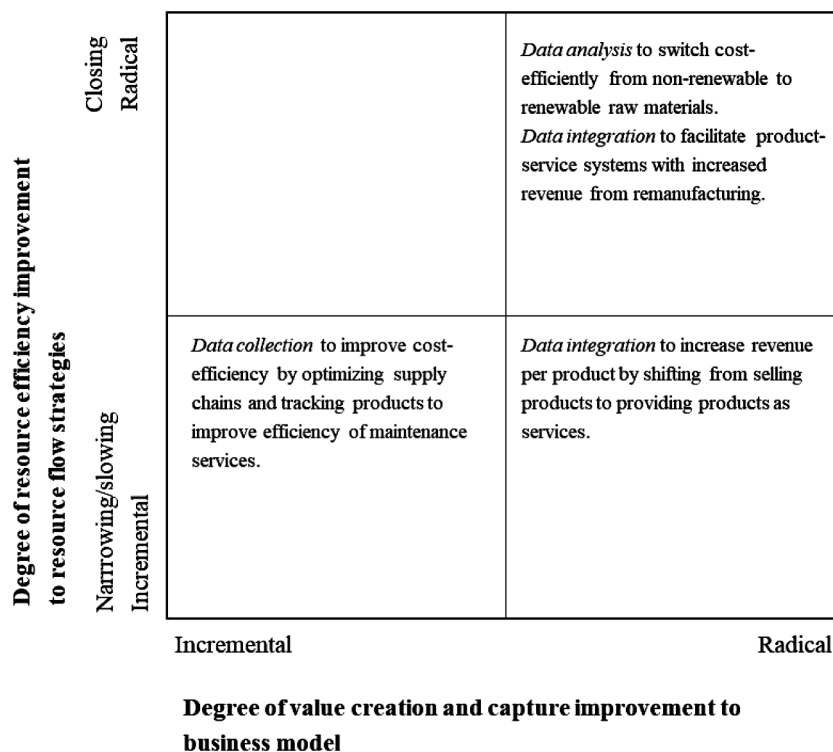 Degree of resource efficiency improvement
to resource flow strategies
Closing
Radical
Narrrowing/slowing
Incremental
Data analysis to switch cost-
efficiently from non-renewable to
renewable raw materials.
Data integration to facilitate product-
service systems with increased
revenue from remanufacturing.
Data collection to improve cost-
efficiency by optimizing supply
chains and tracking products to
improve efficiency of maintenance
services.
Data integration to increase revenue
per product by shifting from selling
products to providing products as
services.
Incremental
Radical
Degree of value creation and capture improvement to
business model